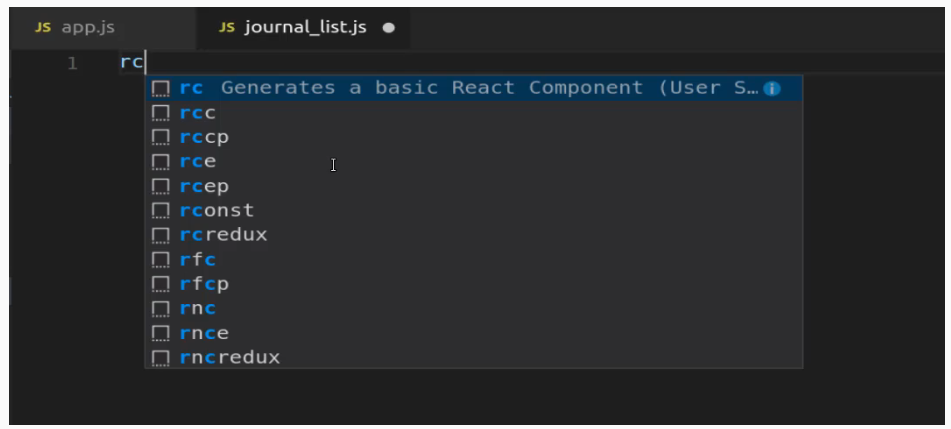 JS app.js JS journal_list.js
1 rc
rc Generates a basic React Component (User S…
rcc
rccp
rce
rcep
rconst
rcredux
rfc
rfcp
rnc
rnce
rncredux